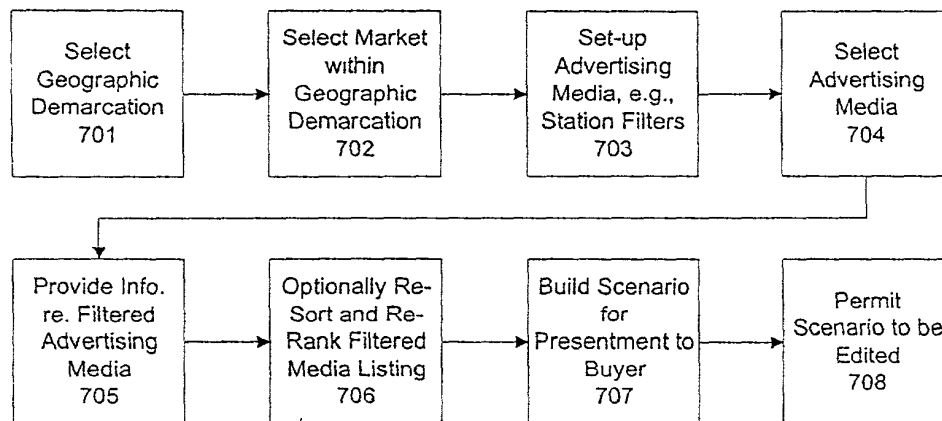 Select
Geographic
Demarcation
701
Select Market
within
Geographic
Demarcation
702
Set-up
Advertising
Media, e.g.,
Station Filters
703
Select
Advertising
Media
704
Provide Info.
re. Filtered
Advertising
Media
705
Optionally Re-
Sort and Re-
Rank Filtered
Media Listing
706
Build Scenario
for
Presentment to
Buyer
707
Permit
Scenario to be
Edited
708